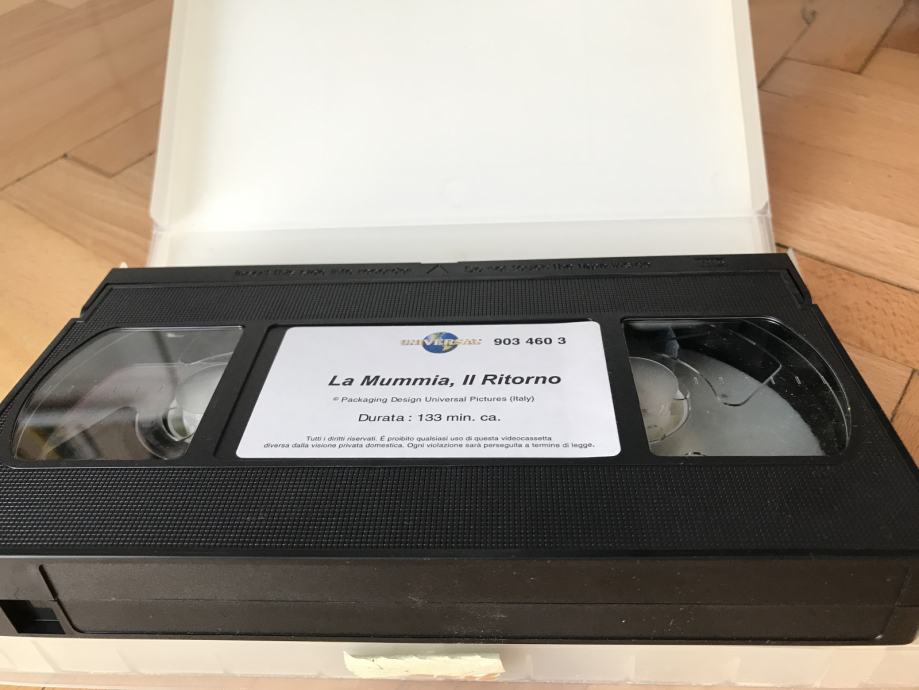 UNIVERSAL 903 460 3
La Mummia, Il Ritorno
© Packaging Design Universal Pictures (Italy)
Durata : 133 min. ca.
Tutti i diritti riservati. É proibito qualsiasi uso di questa videocassetta
diversa dalla visione privata domestica. Ogni violazione sarà perseguita a termine di legge.